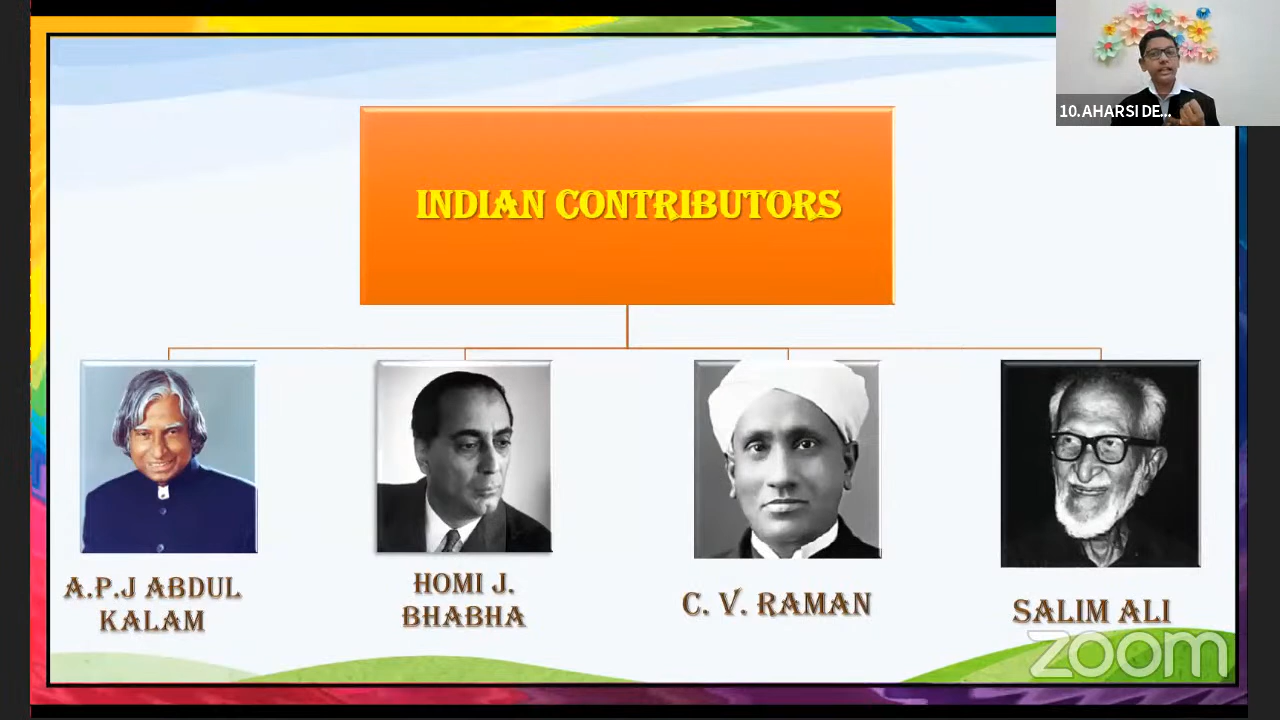 10.AHARSI DE...
INDIAN CONTRIBUTORS
A.P.J ABDUL
KALAM
HOMI J.
BHABHA
C. V. RAMAN
SALIM ALI
zoom